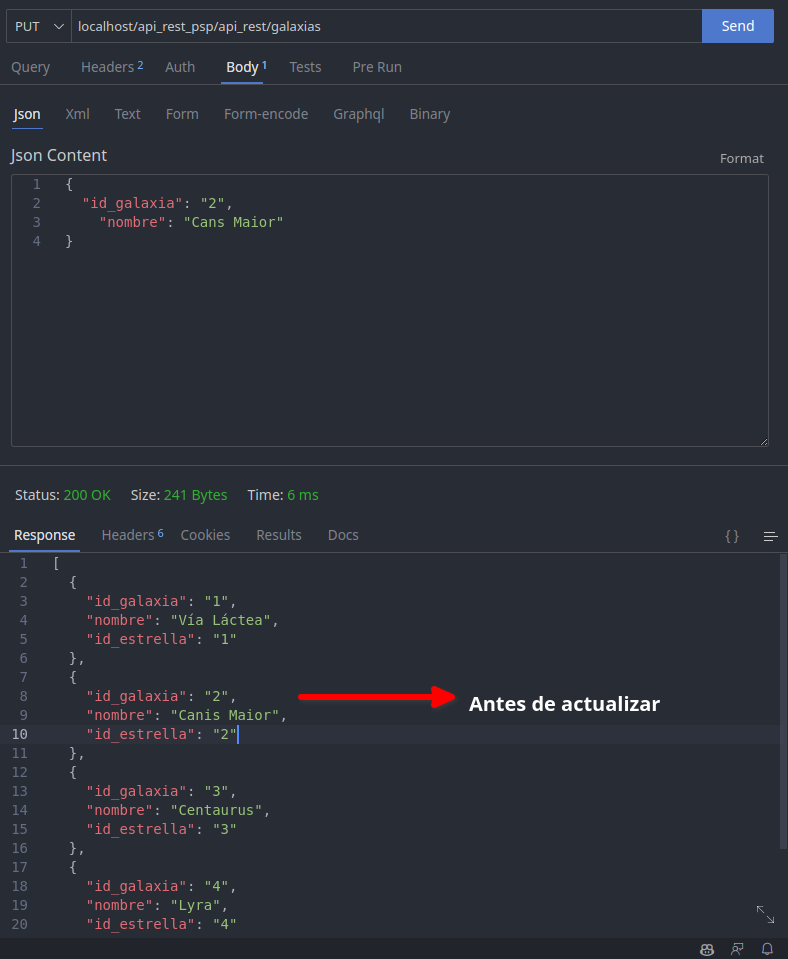 PUT localhost/api_rest_psp/api_rest/galaxias Send
Query Headers 2 Auth Body 1 Tests Pre Run
Json Xml Text Form Form-encode Graphql Binary
Json Content
Format
1 {
2 "id_galaxia": "2",
3 "nombre": "Cans Maior"
4 }
Status: 200 OK Size: 241 Bytes Time: 6 ms
Response Headers 6 Cookies Results Docs { }
1 [
2 {
3 "id_galaxia": "1",
4 "nombre": "Vía Láctea",
5 "id_estrella": "1"
6 },
7 {
8 "id_galaxia": "2",
Antes de actualizar
9 "nombre": "Canis Maior",
10 "id_estrella": "2"
11 },
12 {
13 "id_galaxia": "3",
14 "nombre": "Centaurus",
15 "id_estrella": "3"
16 },
17 {
18 "id_galaxia": "4",
19 "nombre": "Lyra",
20 "id_estrella": "4"